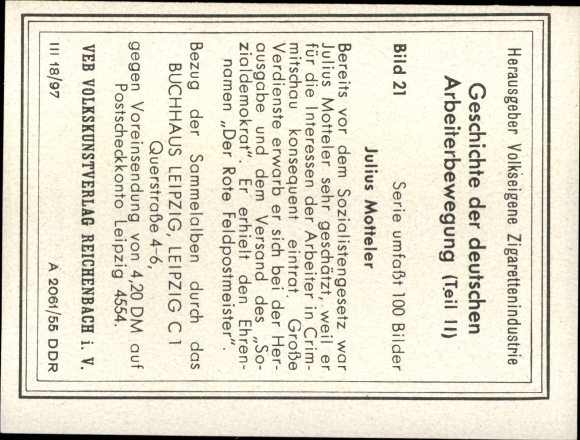 Herausgeber Volkseigene Zigarettenindustrie
Geschichte der deutschen
Arbeiterbewegung (Teil II)
Bild 21 Serie umfaßt 100 Bilder
Julius Motteler
Bereits vor dem Sozialistengesetz war
Julius Motteler sehr geschätzt, weil er
für die Interessen der Arbeiter in Crim-
mitschau konsequent eintrat. Große
Verdienste erwarb er sich bei der Her-
ausgabe und dem Versand des „So-
zialdemokrat". Er erhielt den Ehren-
namen „Der Rote Feldpostmeister".
Bezug der Sammelalben durch das
BUCHHAUS LEIPZIG, LEIPZIG C 1
Querstraße 4-6,
gegen Voreinsendung von 4,20 DM auf
Postscheckkonto Leipzig 4554.
VEB VOLKSKUNSTVERLAG REICHENBACH i. V.
III 18/97 A 2061/55 DDR